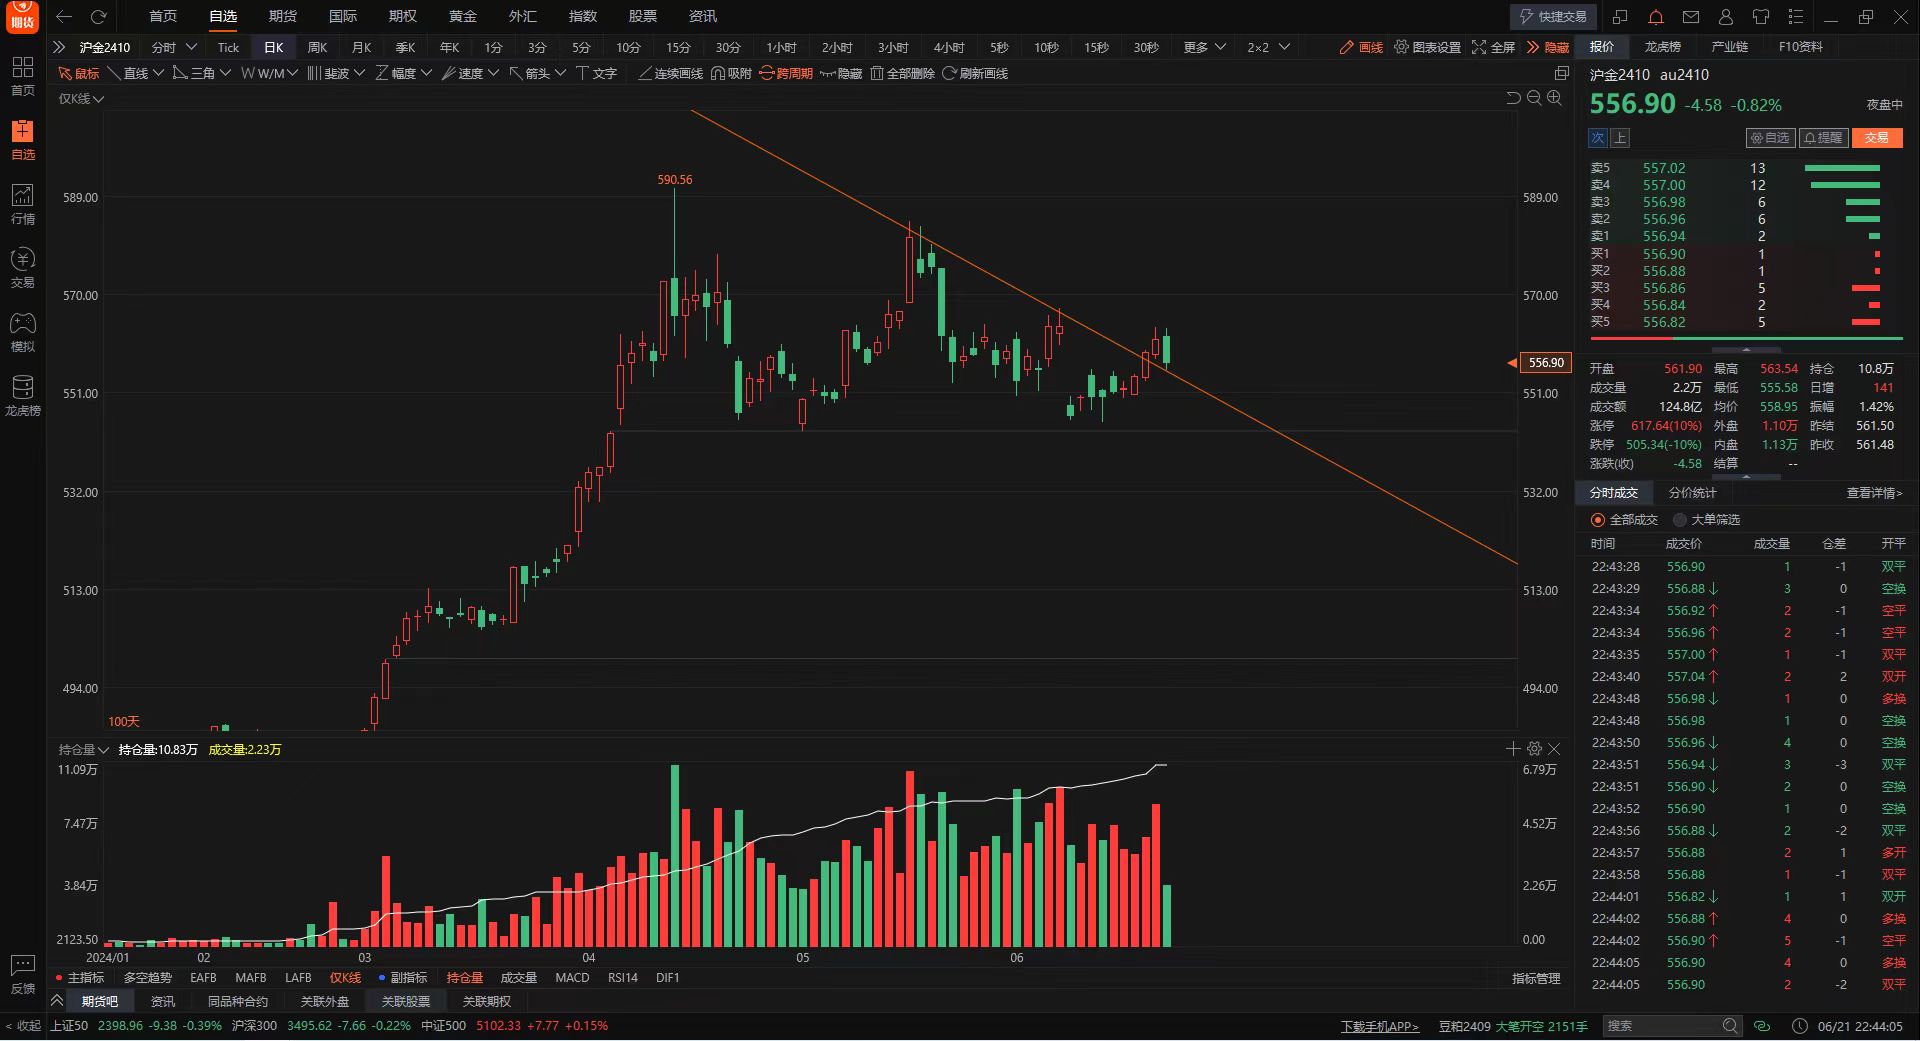 期货
首页 自选 期货 国际 期权 黄金 外汇 指数 股票 资讯
快捷交易
沪金2410 分时 Tick 日K 周K 月K 季K 年K 1分 3分 5分 10分 15分 30分 1小时 2小时 3小时 4小时 5秒 10秒 15秒 30秒 更多 2×2 画线 图表设置 全屏 隐藏
报价 龙虎榜 产业链 F10资料
鼠标 直线 三角 W/M 斐波 幅度 速度 箭头 文字 连续画线 吸附 跨周期 隐藏 全部删除 刷新画线
仅K线
首页
自选
行情
交易
模拟
龙虎榜
反馈
590.56
589.00 589.00
570.00 570.00
556.90
551.00 551.00
532.00 532.00
513.00 513.00
494.00 494.00
100天
持仓量 持仓量:10.83万 成交量:2.23万
11.09万 6.79万
7.47万 4.52万
3.84万 2.26万
2123.50 0.00
2024/01 02 03 04 05 06
主指标 多空趋势 EAFB MAFB LAFB 仅K线 副指标 持仓量 成交量 MACD RSI14 DIF1 指标管理
期货吧 资讯 同品种合约 关联外盘 关联股票 关联期权
沪金2410 au2410
556.90 -4.58 -0.82% 夜盘中
次 上 自选 提醒 交易
卖5 557.02 13
卖4 557.00 12
卖3 556.98 6
卖2 556.96 6
卖1 556.94 2
买1 556.90 1
买2 556.88 1
买3 556.86 5
买4 556.84 2
买5 556.82 5
开盘 561.90 最高 563.54 持仓 10.8万
成交量 2.2万 最低 555.58 日增 141
成交额 124.8亿 均价 558.95 振幅 1.42%
涨停 617.64(10%) 外盘 1.10万 昨结 561.50
跌停 505.34(-10%) 内盘 1.13万 昨收 561.48
涨跌(收) -4.58 结算 --
分时成交 分价统计 查看详情>
全部成交 大单筛选
时间 成交价 成交量 仓差 开平
22:43:28 556.90 1 -1 双平
22:43:29 556.88↓ 3 0 空换
22:43:34 556.92↑ 2 -1 空平
22:43:34 556.96↑ 2 -1 空平
22:43:35 557.00↑ 1 -1 双平
22:43:40 557.04↑ 2 2 双开
22:43:48 556.98↓ 1 0 多换
22:43:48 556.98 1 0 空换
22:43:50 556.96↓ 4 0 空换
22:43:51 556.94↓ 3 -3 双平
22:43:51 556.90↓ 2 0 空换
22:43:52 556.90 1 0 空换
22:43:56 556.88↓ 2 -2 双平
22:43:57 556.88 2 1 多开
22:43:58 556.88 1 -1 双平
22:44:01 556.82↓ 1 1 双开
22:44:02 556.88↑ 4 0 多换
22:44:02 556.90↑ 5 -1 空平
22:44:05 556.90 4 0 多换
22:44:05 556.90 2 -2 双平
< 收起 上证50 2398.96 -9.38 -0.39% 沪深300 3495.62 -7.66 -0.22% 中证500 5102.33 +7.77 +0.15% 下载手机APP> 豆粕2409 大笔开空 2151手 搜索 06/21 22:44:05